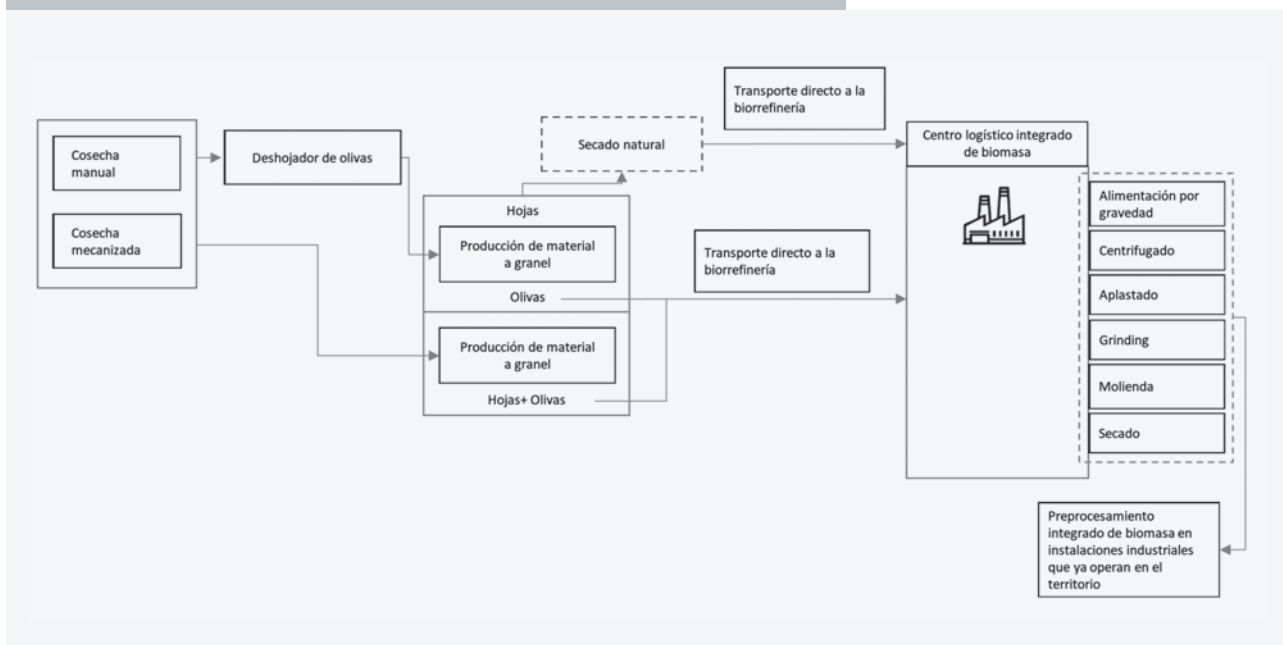 Cosecha
manual
Cosecha
mecanizada
Deshojador de olivas
Secado natural
Hojas
Producción de material
a granel
Olivas
Producción de material
a granel
Hojas+ Olivas
Transporte directo a la
biorrefinería
Transporte directo a la
biorrefinería
Centro logístico integrado
de biomasa
Alimentación por
gravedad
Centrifugado
Aplastado
Grinding
Molienda
Secado
Preprocesamiento
integrado de biomasa en
instalaciones industriales
que ya operan en el
territorio